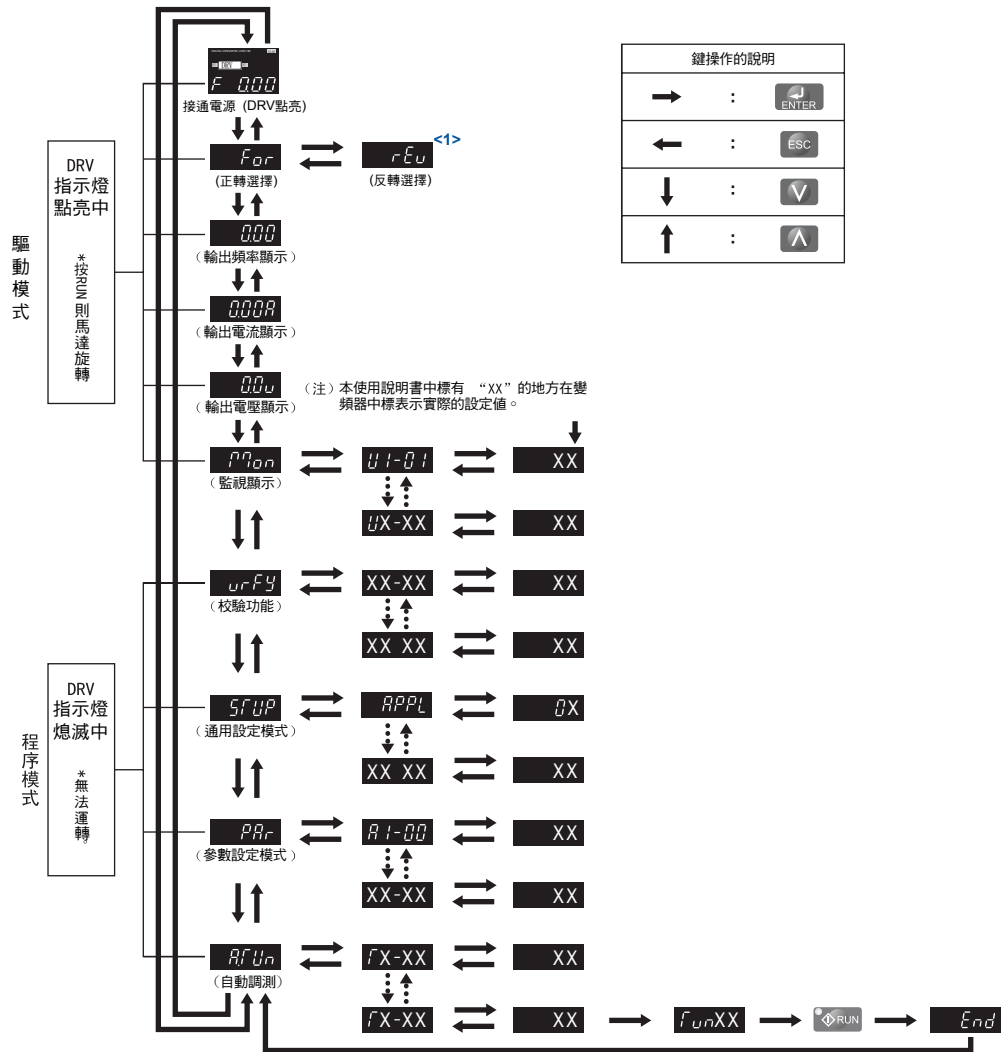 DRV
F 0.00
接通電源 (DRV點亮)
鍵操作的說明
→ : ENTER
← : ESC
↓ : V
↑ : Λ
驅動模式
DRV
指示燈
點亮中
*按RUN則馬達旋轉
For
(正轉選擇)
rEv
<1>
(反轉選擇)
0.00
(輸出頻率顯示)
0.00A
(輸出電流顯示)
0.0v
(輸出電壓顯示)
(注)本使用說明書中標有 “XX”的地方在變
頻器中標表示實際的設定值。
Mon
(監視顯示)
U1-01
XX
UX-XX
XX
程序模式
DRV
指示燈
熄滅中
*無法運轉。
vrFY
(校驗功能)
XX-XX
XX
XX XX
XX
STUP
(通用設定模式)
APPL
0X
XX XX
XX
PAr
(參數設定模式)
A1-00
XX
XX-XX
XX
A.TUn
(自動調測)
TX-XX
XX
TX-XX
XX
TunXX
RUN
End